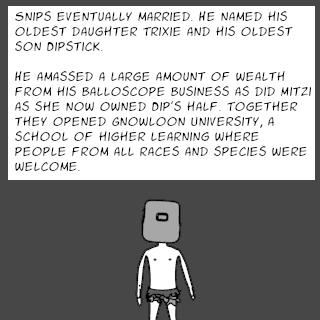 SNIPS EVENTUALLY MARRIED. HE NAMED HIS
OLDEST DAUGHTER TRIXIE AND HIS OLDEST
SON DIPSTICK.
HE AMASSED A LARGE AMOUNT OF WEALTH
FROM HIS BALLOSCOPE BUSINESS AS DID MITZI
AS SHE NOW OWNED DIP'S HALF. TOGETHER
THEY OPENED GNOWLOON UNIVERSITY, A
SCHOOL OF HIGHER LEARNING WHERE
PEOPLE FROM ALL RACES AND SPECIES WERE
WELCOME.